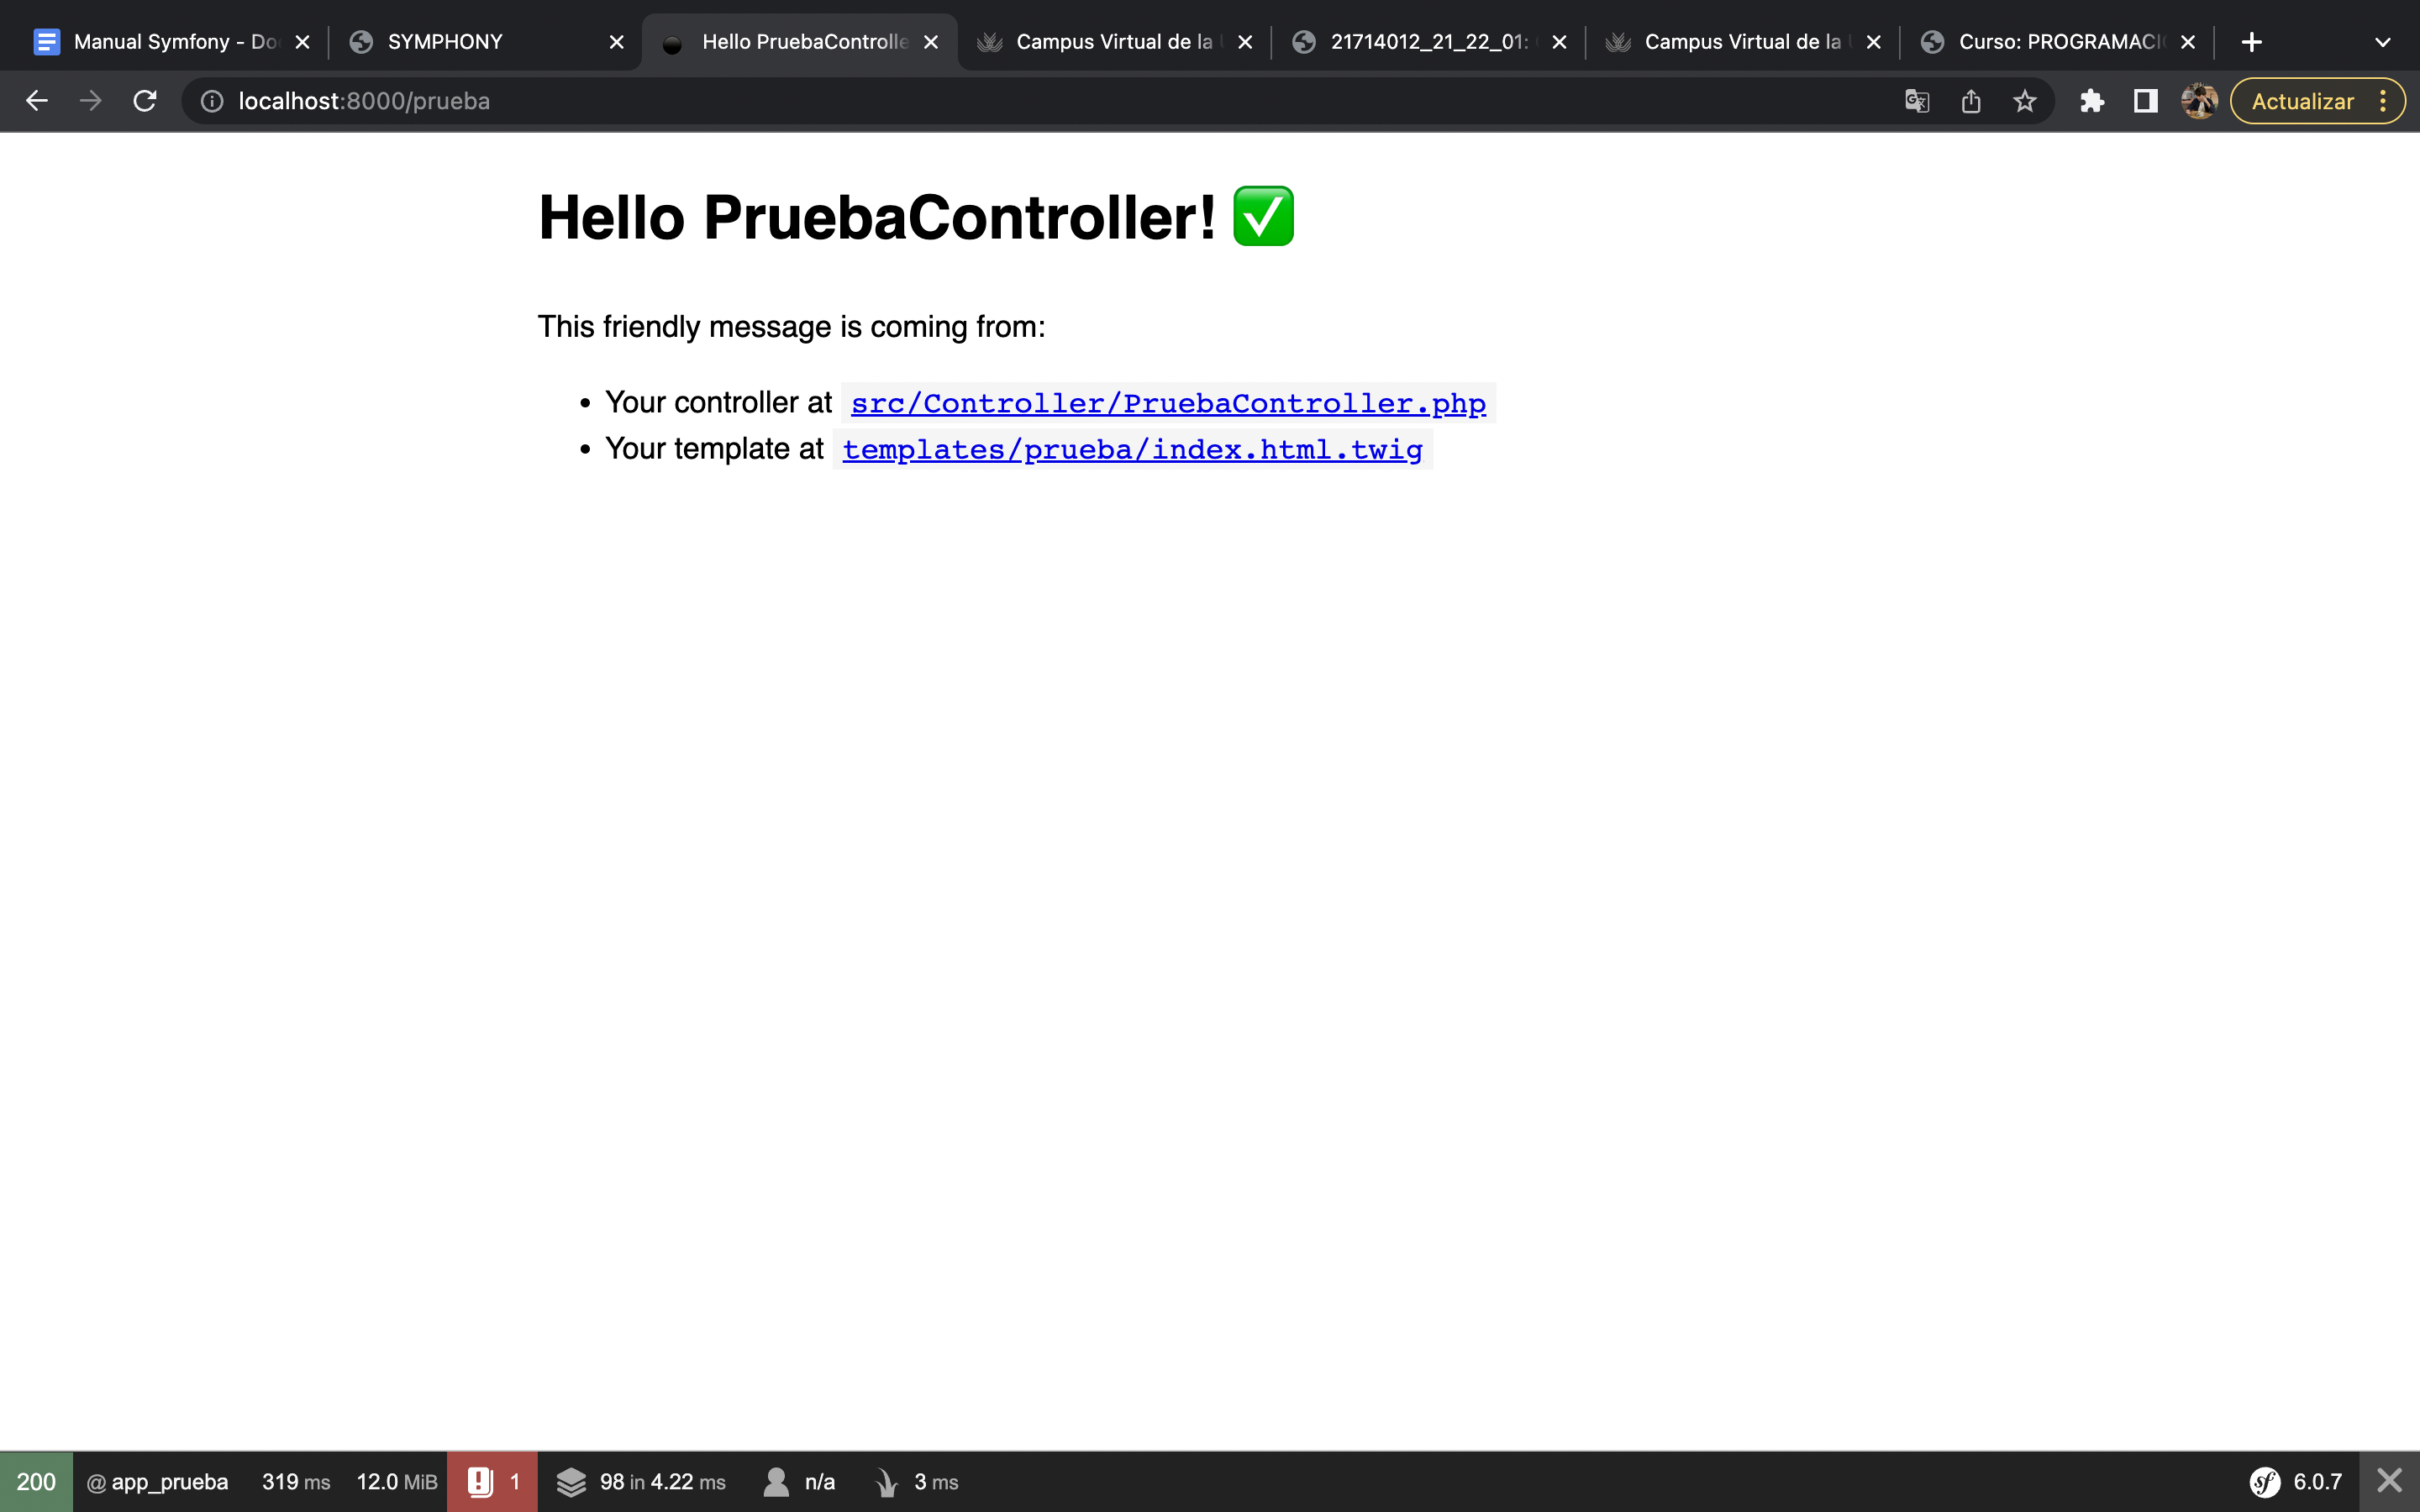 Manual Symfony - Do
SYMPHONY
Hello PruebaControlle
Campus Virtual de la
21714012_21_22_01:
Campus Virtual de la
Curso: PROGRAMACI
localhost:8000/prueba
Actualizar
Hello PruebaController! ✅
This friendly message is coming from:
• Your controller at src/Controller/PruebaController.php
• Your template at templates/prueba/index.html.twig
200 @ app_prueba 319 ms 12.0 MiB 1 98 in 4.22 ms n/a 3 ms sf 6.0.7